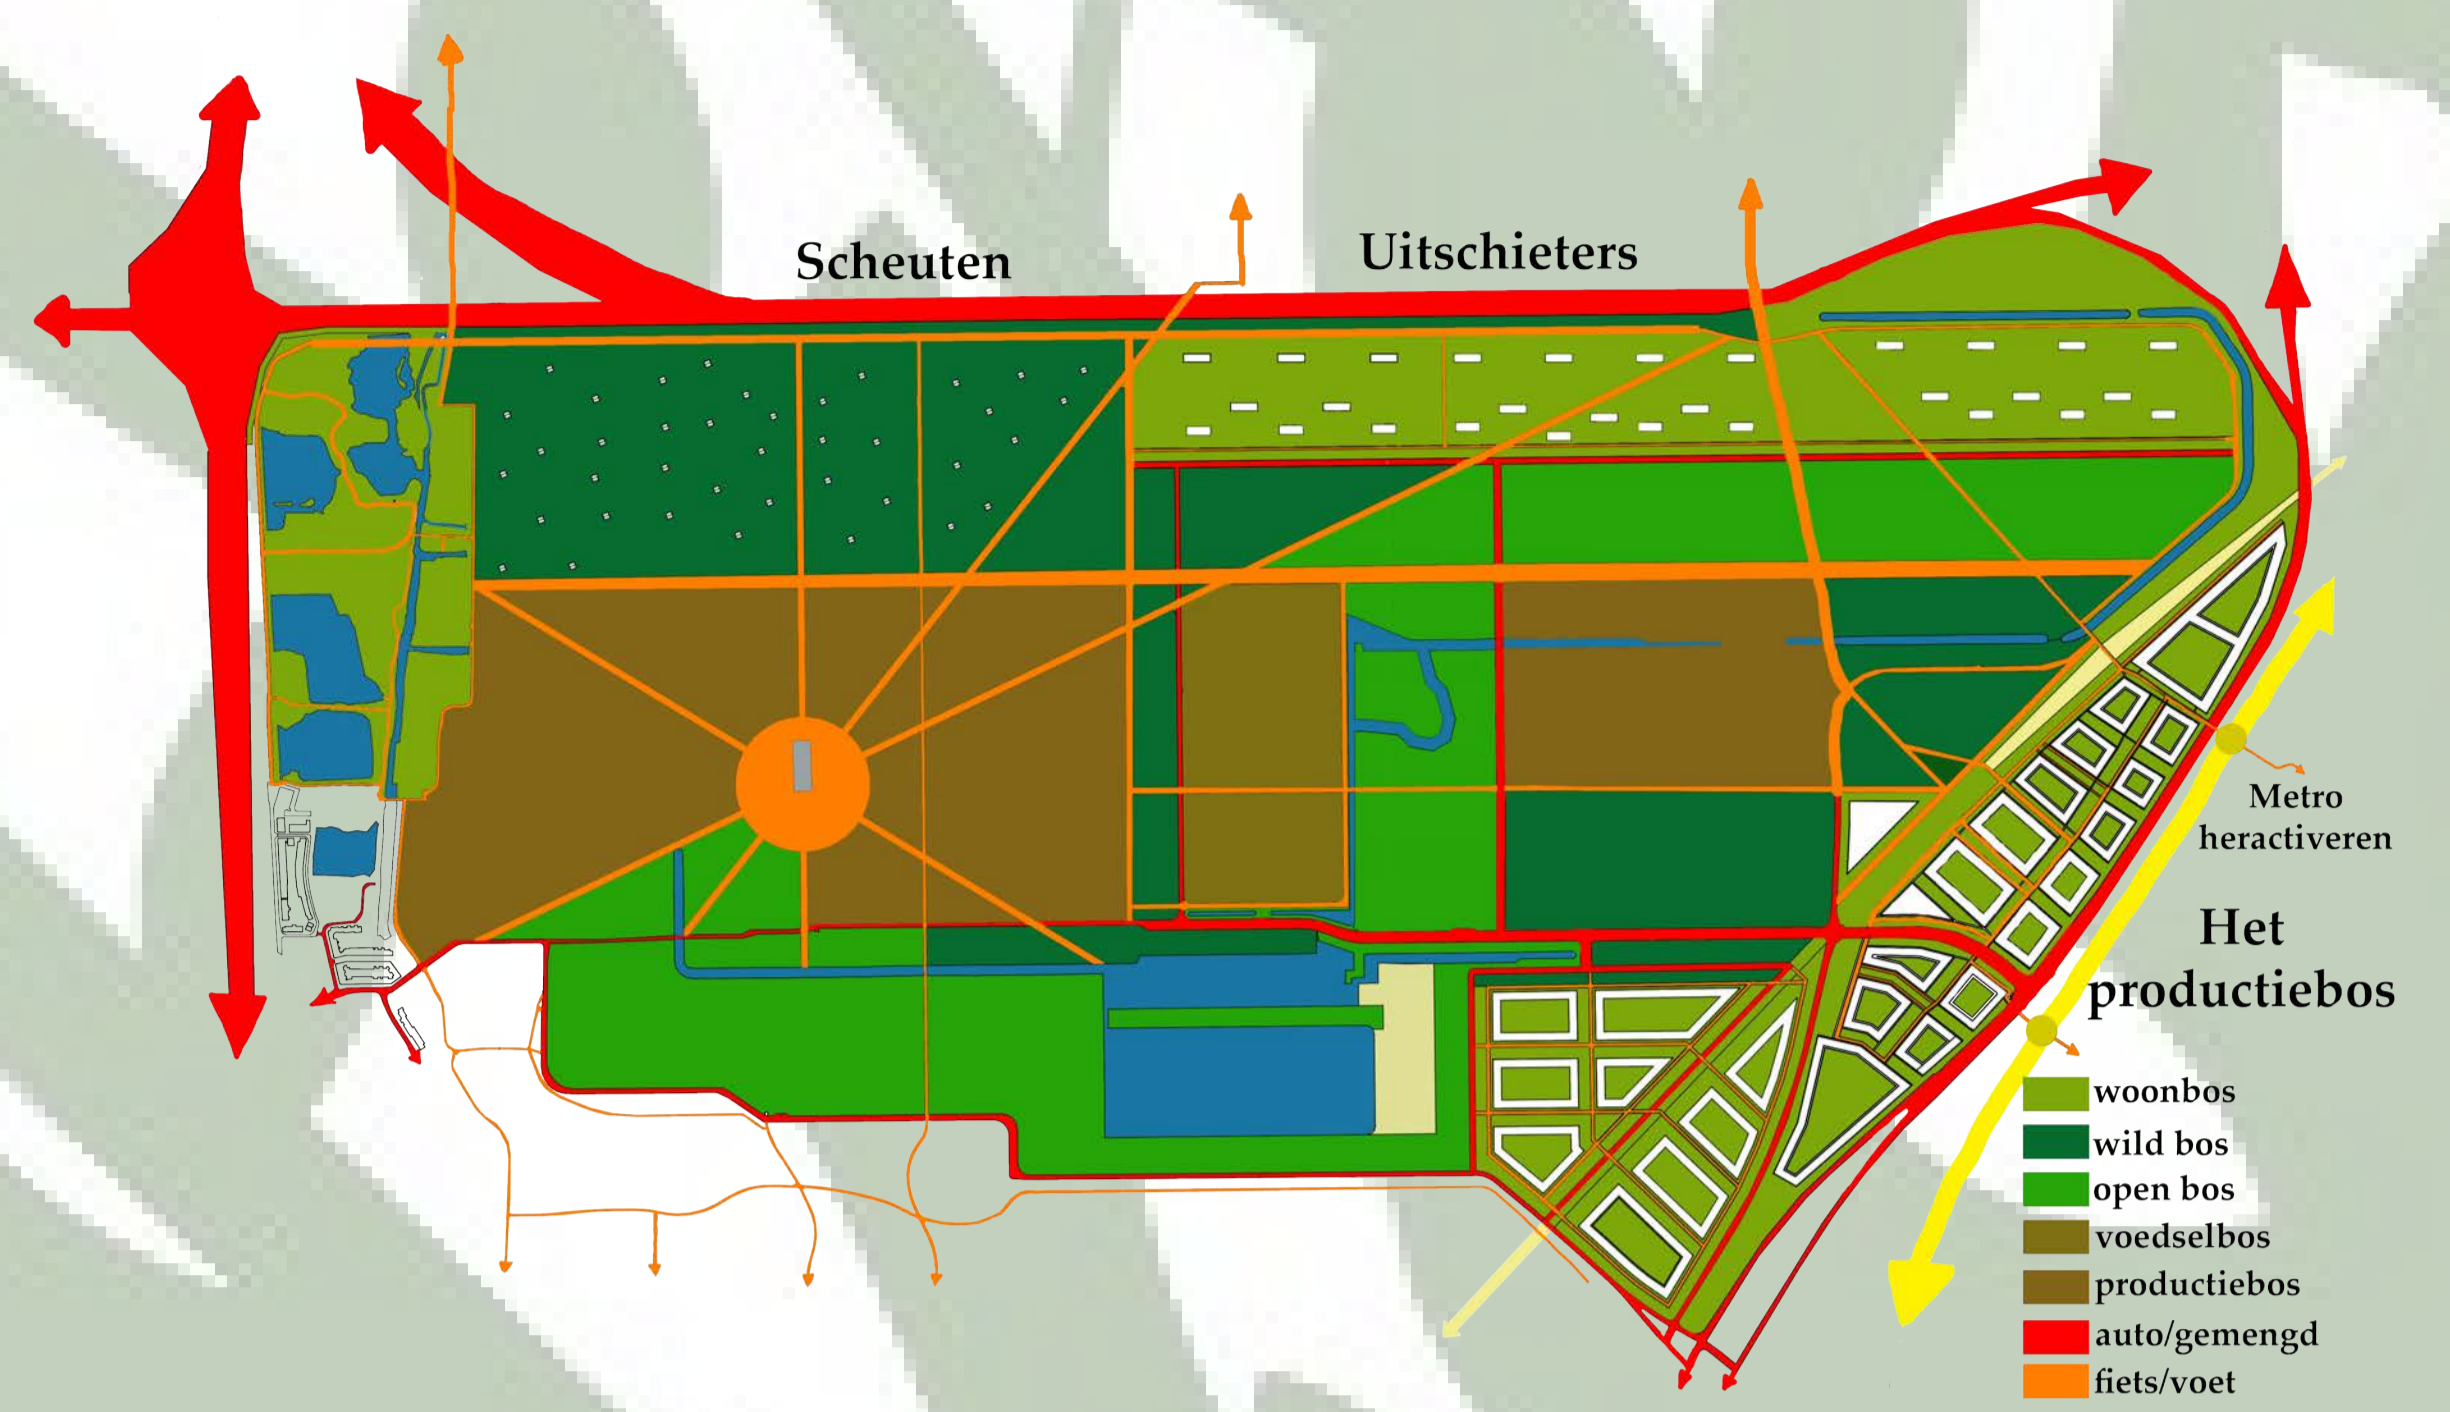 Scheuten
Uitschieters
Metro
heractiveren
Het
productiebos
woonbos
wild bos
open bos
voedselbos
productiebos
auto/gemengd
fiets/voet